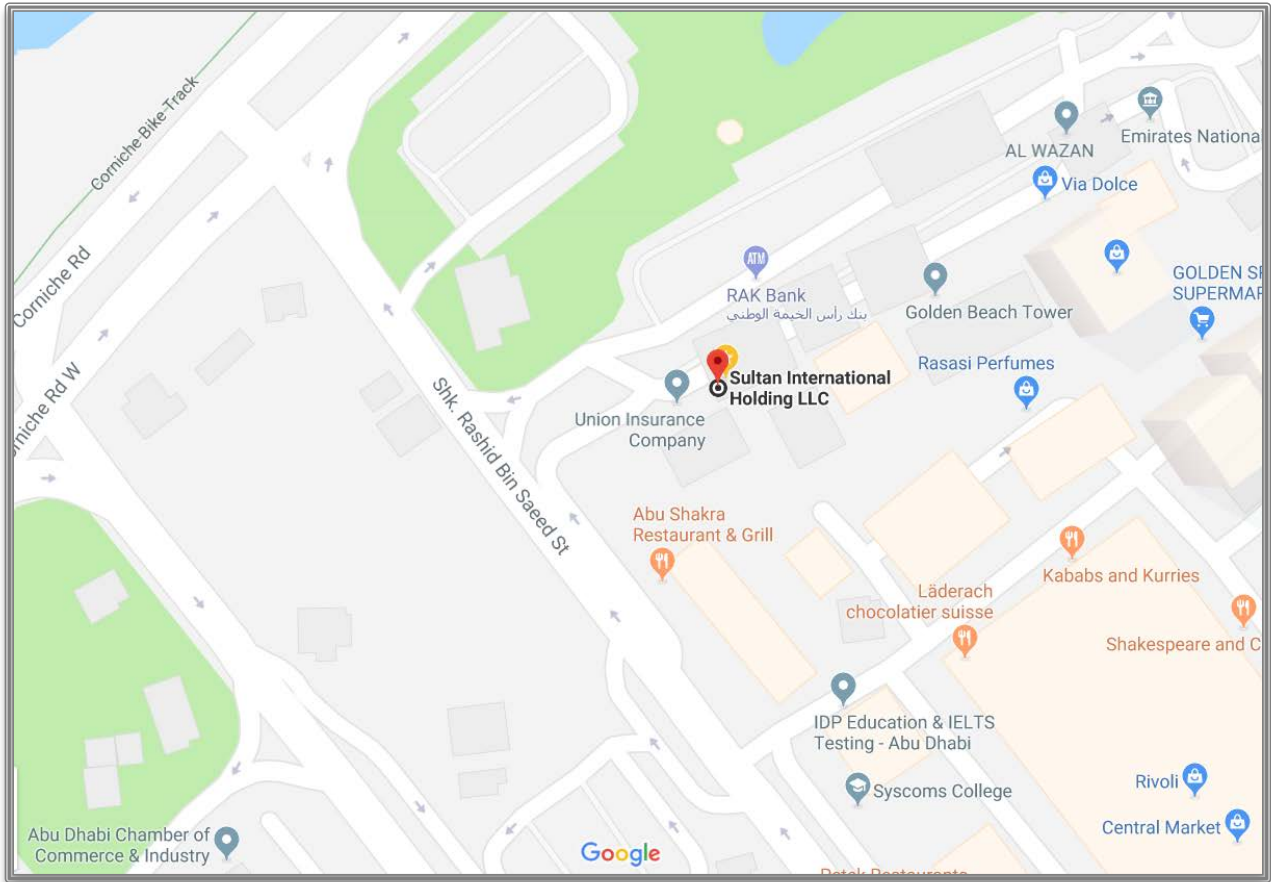 Corniche Bike Track
Emirates National
AL WAZAN
Via Dolce
Corniche Rd
ATM
RAK Bank
بنك رأس الخيمة الوطني
Golden Beach Tower
GOLDEN
Rasasi Perfumes
Sultan International
Holding LLC
Rd W
Union Insurance
Company
Shk. Rashid Bin Saeed St
Abu Shakra
Restaurant & Grill
Kababs and Kurries
Läderach
chocolatier suisse
Shakespeare and C
IDP Education & IELTS
Testing - Abu Dhabi
Syscoms College
Rivoli
Central Market
Abu Dhabi Chamber of
Commerce & Industry
Google